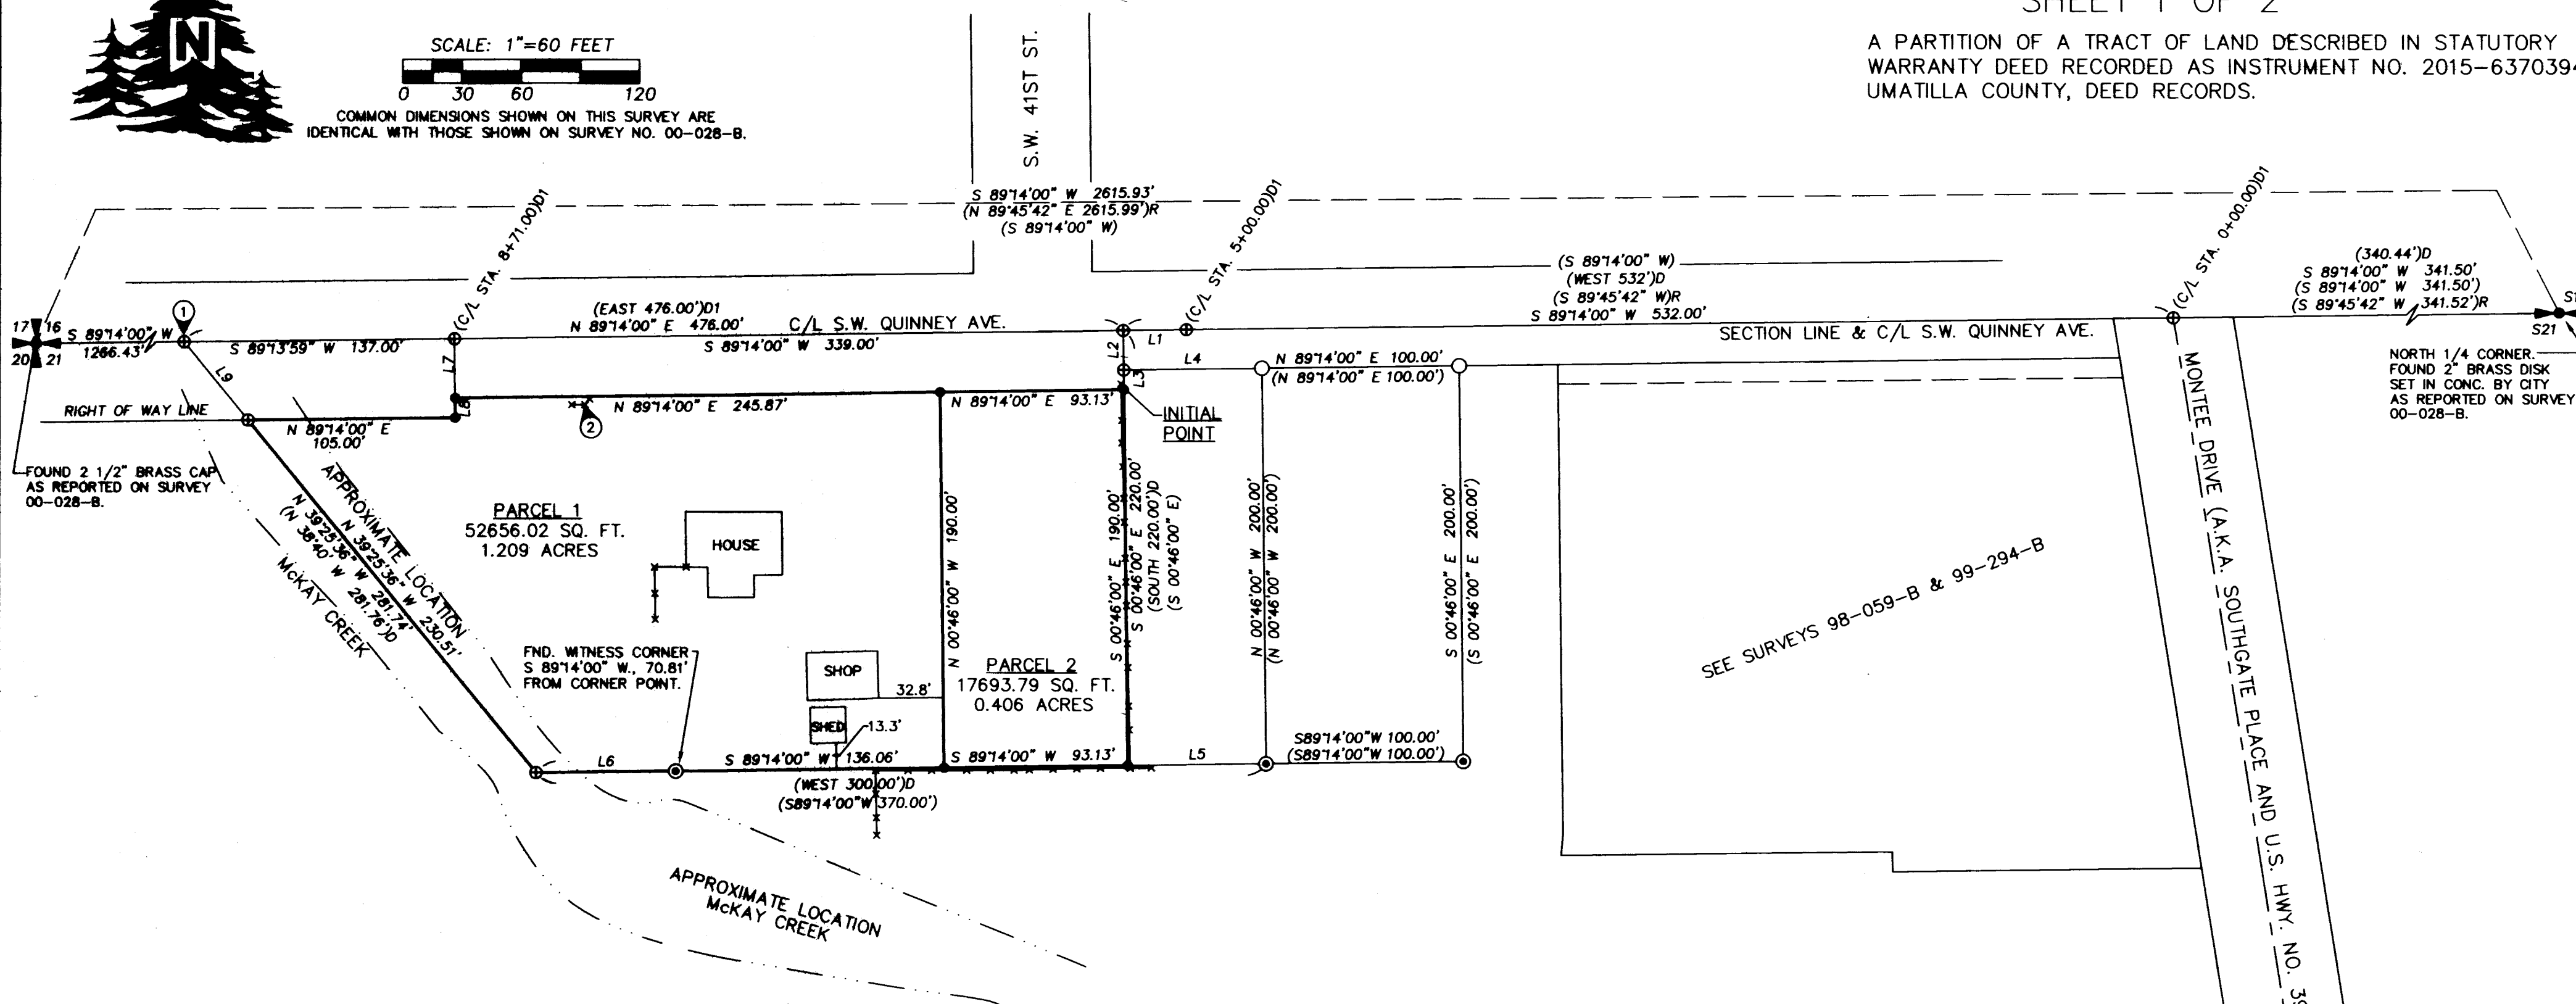 SHEET 1 OF 2
A PARTITION OF A TRACT OF LAND DESCRIBED IN STATUTORY
WARRANTY DEED RECORDED AS INSTRUMENT NO. 2015-6370394
UMATILLA COUNTY, DEED RECORDS.
N
SCALE: 1"=60 FEET
0 30 60 120
COMMON DIMENSIONS SHOWN ON THIS SURVEY ARE
IDENTICAL WITH THOSE SHOWN ON SURVEY NO. 00-028-B.
S.W. 41ST ST.
S 89°14'00" W 2615.93'
(N 89°45'42" E 2615.99')R
(S 89°14'00" W)
(C/L STA. 8+71.00)D1
(C/L STA. 5+00.00)D1
(C/L STA. 0+00.00)D1
(S 89°14'00" W)
(WEST 532')D
(S 89°45'42" W)R
S 89°14'00" W 532.00'
(340.44')D
S 89°14'00" W 341.50'
(S 89°14'00" W 341.50')
(S 89°45'42" W 341.52')R
17 16
20 21
S 89°14'00" W
1266.43'
1
S 89°13'59" W 137.00'
(EAST 476.00')D1
N 89°14'00" E 476.00'
C/L S.W. QUINNEY AVE.
S 89°14'00" W 339.00'
L1
L2
L3
L4
L7
L8
L9
SECTION LINE & C/L S.W. QUINNEY AVE.
S21
NORTH 1/4 CORNER.
FOUND 2" BRASS DISK
SET IN CONC. BY CITY
AS REPORTED ON SURVEY
00-028-B.
N 89°14'00" E 100.00'
(N 89°14'00" E 100.00')
RIGHT OF WAY LINE
N 89°14'00" E
105.00'
N 89°14'00" E 245.87'
2
N 89°14'00" E 93.13'
INITIAL
POINT
FOUND 2 1/2" BRASS CAP
AS REPORTED ON SURVEY
00-028-B.
APPROXIMATE LOCATION
N 39°25'36" W 230.51'
N 39°25'36" W 281.74'
(N 38°40' W 281.76')D
McKAY CREEK
PARCEL 1
52656.02 SQ. FT.
1.209 ACRES
HOUSE
FND. WITNESS CORNER
S 89°14'00" W., 70.81'
FROM CORNER POINT.
SHOP
32.8'
SHED
13.3'
N 00°46'00" W 190.00'
PARCEL 2
17693.79 SQ. FT.
0.406 ACRES
S 00°46'00" E 190.00'
S 00°46'00" E 220.00'
(SOUTH 220.00')D
(S 00°46'00" E)
N 00°46'00" W 200.00'
(N 00°46'00" W 200.00')
S 00°46'00" E 200.00'
(S 00°46'00" E 200.00')
L6
S 89°14'00" W 136.06'
S 89°14'00" W 93.13'
(WEST 300.00')D
(S89°14'00"W 370.00')
L5
S89°14'00"W 100.00'
(S89°14'00"W 100.00')
SEE SURVEYS 98-059-B & 99-294-B
MONTEE DRIVE (A.K.A. SOUTHGATE PLACE AND U.S. HWY. NO.
APPROXIMATE LOCATION
McKAY CREEK